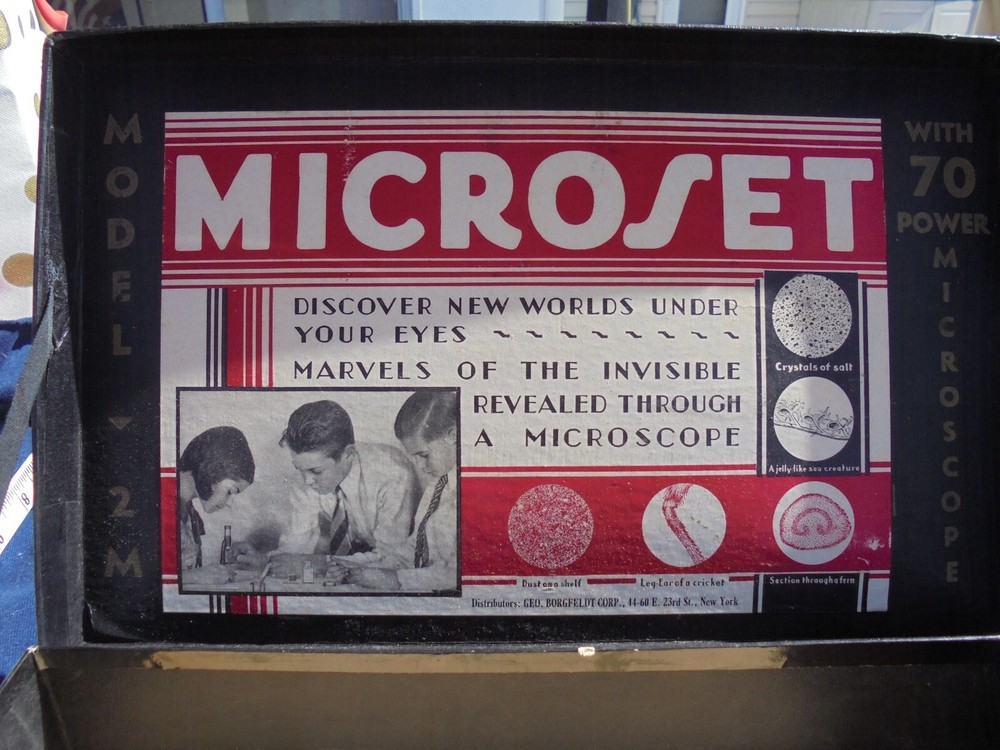 MODEL 2M
MICROSET
WITH
70
POWER
MICROSCOPE
DISCOVER NEW WORLDS UNDER
YOUR EYES
MARVELS OF THE INVISIBLE
REVEALED THROUGH
A MICROSCOPE
Crystals of salt
A jelly-like sea creature
Dust on a shelf
Leg-Ear of a cricket
Section through a fern
Distributors: GEO. BORGFELDT CORP., 44-60 E. 23rd St., New York
8